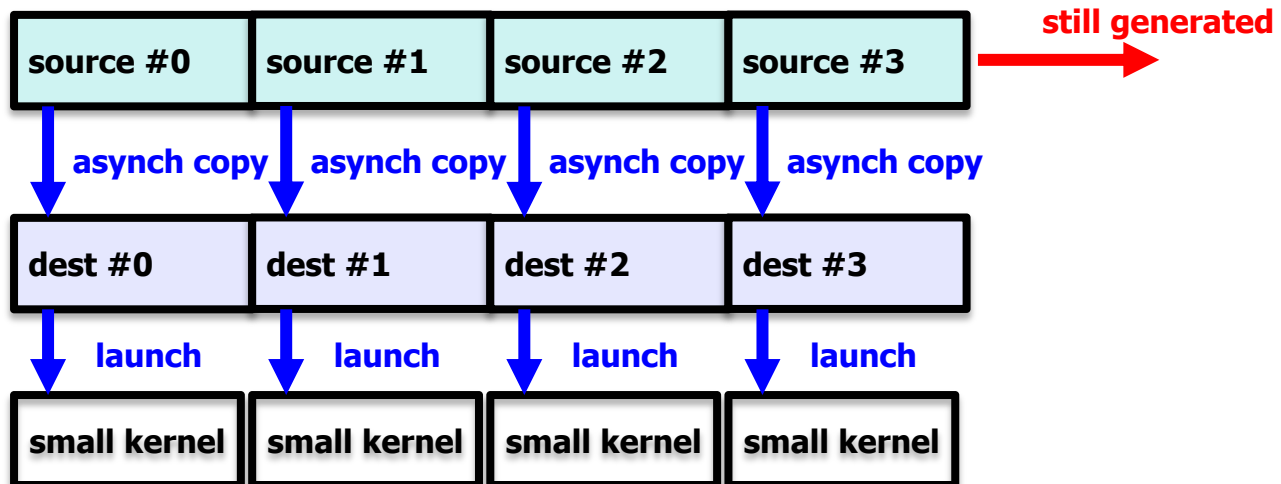 still generated
source #0 source #1 source #2 source #3
asynch copy asynch copy asynch copy asynch copy
dest #0 dest #1 dest #2 dest #3
launch launch launch launch
small kernel small kernel small kernel small kernel